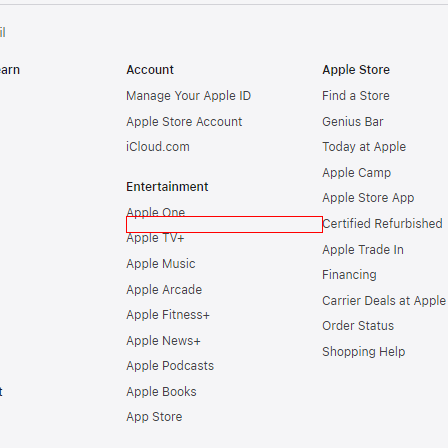 il
earn
t
Account
Manage Your Apple ID
Apple Store Account
iCloud.com
Entertainment
Apple One
Apple TV+
Apple Music
Apple Arcade
Apple Fitness+
Apple News+
Apple Podcasts
Apple Books
App Store
Apple Store
Find a Store
Genius Bar
Today at Apple
Apple Camp
Apple Store App
Certified Refurbished
Apple Trade In
Financing
Carrier Deals at Apple
Order Status
Shopping Help